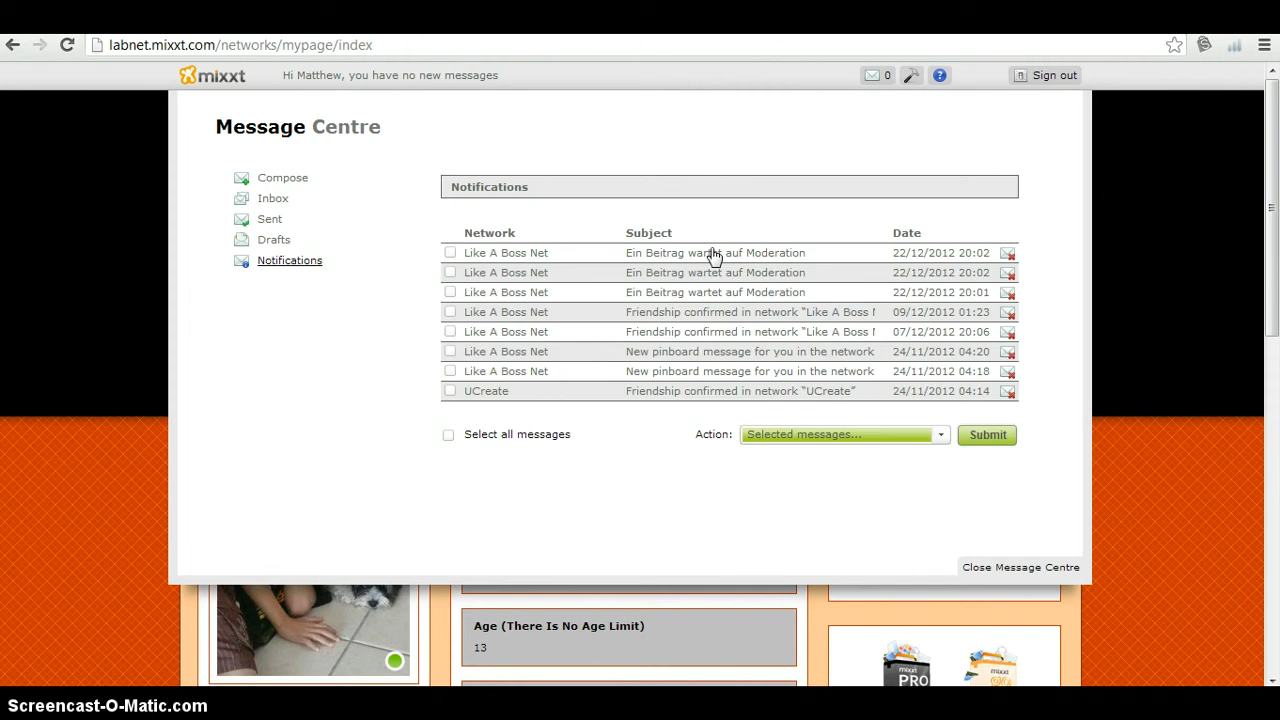 labnet.mixxt.com/networks/mypage/index
mixxt Hi Matthew, you have no new messages 0 ? Sign out
Message Centre
Compose
Inbox
Sent
Drafts
Notifications
Notifications
Network Subject Date
Like A Boss Net Ein Beitrag wartet auf Moderation 22/12/2012 20:02
Like A Boss Net Ein Beitrag wartet auf Moderation 22/12/2012 20:02
Like A Boss Net Ein Beitrag wartet auf Moderation 22/12/2012 20:01
Like A Boss Net Friendship confirmed in network “Like A Boss 09/12/2012 01:23
Like A Boss Net Friendship confirmed in network “Like A Boss 07/12/2012 20:06
Like A Boss Net New pinboard message for you in the network 24/11/2012 04:20
Like A Boss Net New pinboard message for you in the network 24/11/2012 04:18
UCreate Friendship confirmed in network “UCreate” 24/11/2012 04:14
Select all messages Action: Selected messages... Submit
Close Message Centre
Age (There Is No Age Limit)
13
mixxt PRO mixxt
Screencast-O-Matic.com